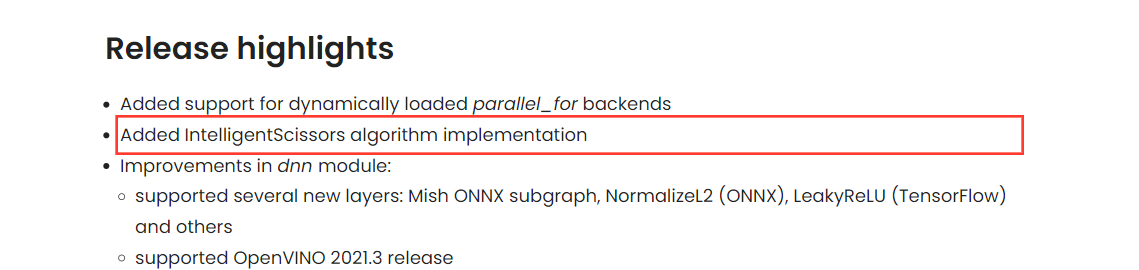 Release highlights
• Added support for dynamically loaded parallel_for backends
• Added IntelligentScissors algorithm implementation
• Improvements in dnn module:
◦ supported several new layers: Mish ONNX subgraph, NormalizeL2 (ONNX), LeakyReLU (TensorFlow)
and others
◦ supported OpenVINO 2021.3 release